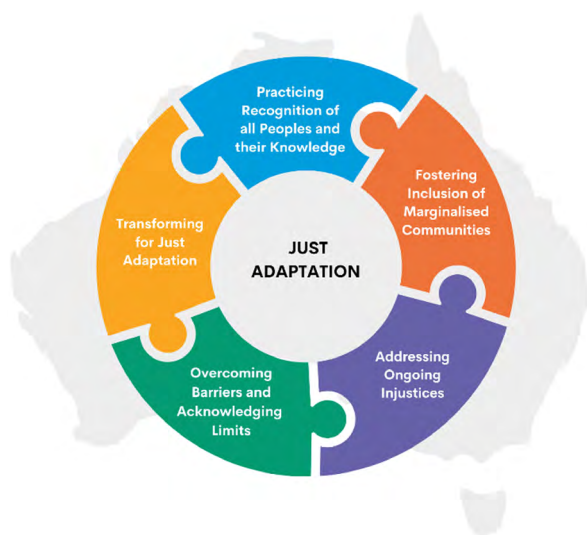 Practicing
Recognition of
all Peoples and
their Knowledge
Fostering
Inclusion of
Marginalised
Communities
Addressing
Ongoing
Injustices
Overcoming
Barriers and
Acknowledging
Limits
Transforming
for Just
Adaptation
JUST
ADAPTATION